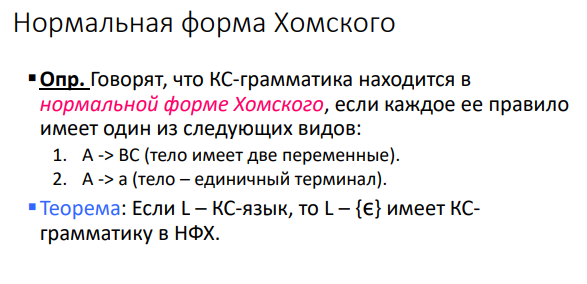 Нормальная форма Хомского
▪ Опр. Говорят, что КС-грамматика находится в
нормальной форме Хомского, если каждое ее правило
имеет один из следующих видов:
1. A -> BC (тело имеет две переменные).
2. A -> a (тело – единичный терминал).
▪ Теорема: Если L – КС-язык, то L – {ϵ} имеет КС-
грамматику в НФХ.